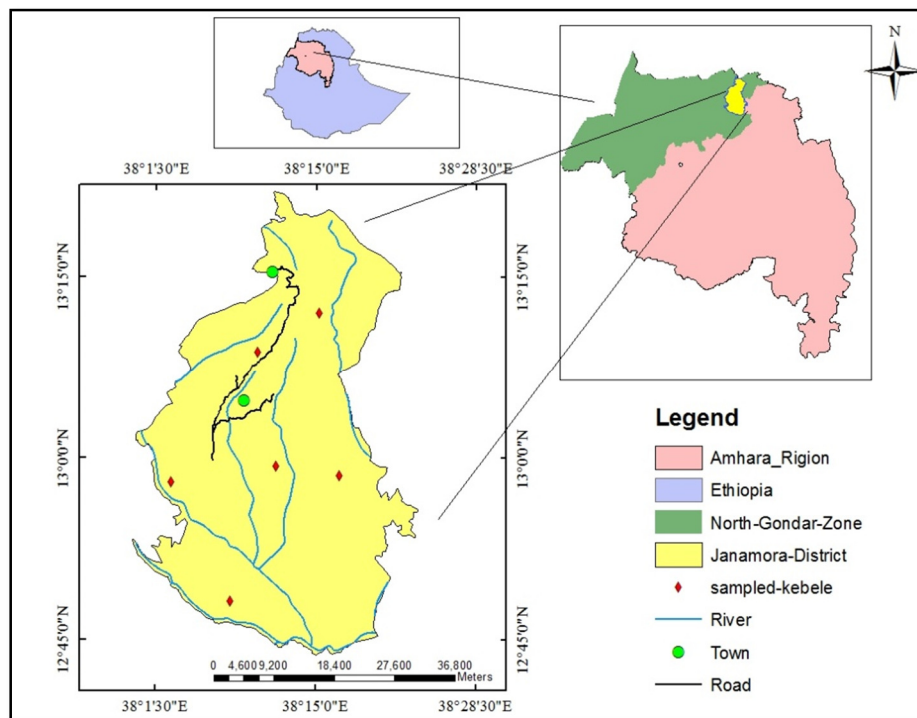 N
38°1'30"E
38°15'0"E
38°28'30"E
13°15'0"N
13°15'0"N
13°0'0"N
13°0'0"N
12°45'0"N
12°45'0"N
0 4,600 9,200 18,400 27,600 36,800
Meters
38°1'30"E
38°15'0"E
38°28'30"E
Legend
Amhara_Rigion
Ethiopia
North-Gondar-Zone
Janamora-District
sampled-kebele
River
Town
Road